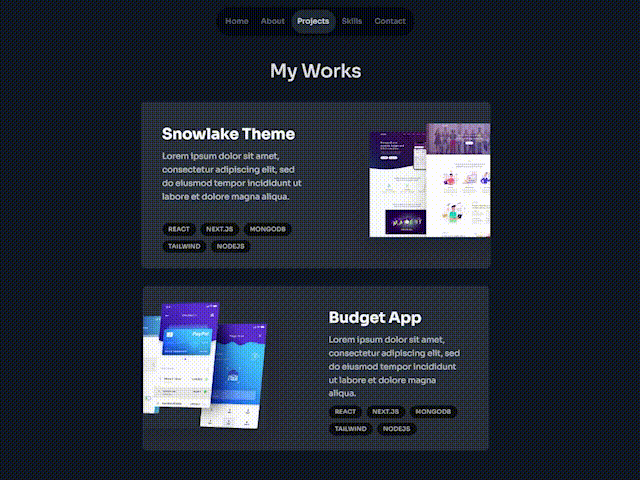 Home About Projects Skills Contact
My Works
Snowlake Theme
Lorem ipsum dolor sit amet,
consectetur adipiscing elit, sed
do eiusmod tempor incididunt ut
labore et dolore magna aliqua.
REACT NEXT.JS MONGODB
TAILWIND NODEJS
PayPal
Budget App
Lorem ipsum dolor sit amet,
consectetur adipiscing elit, sed
do eiusmod tempor incididunt
ut labore et dolore magna
aliqua.
REACT NEXT.JS MONGODB
TAILWIND NODEJS